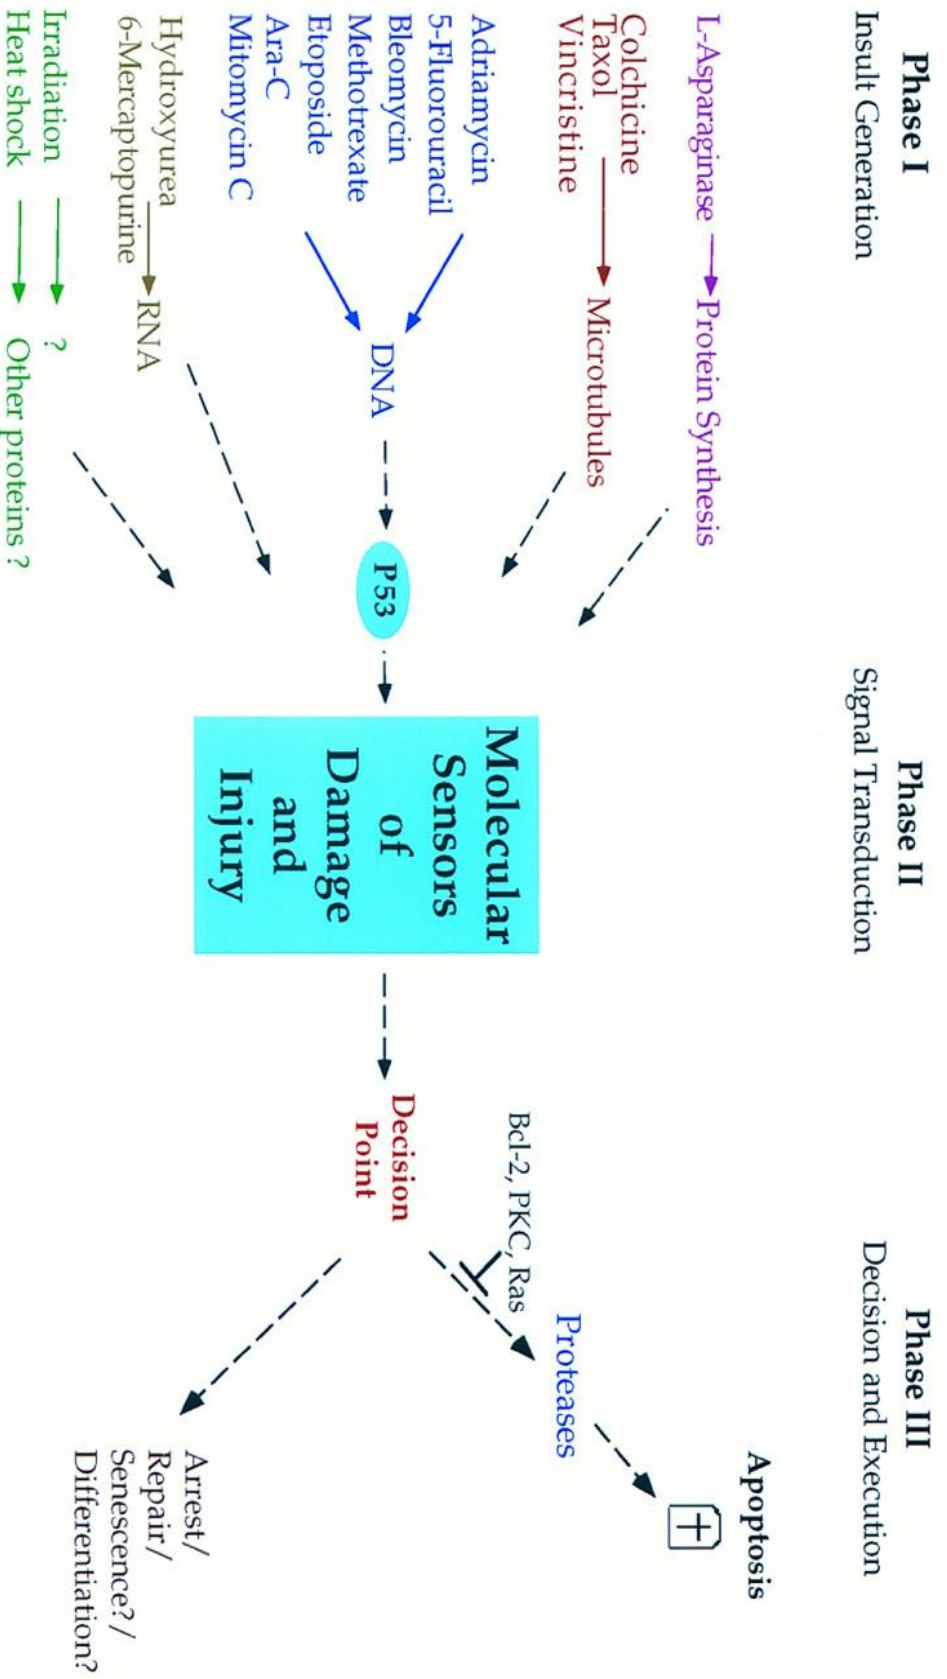 Phase I
Insult Generation
Phase II
Signal Transduction
Phase III
Decision and Execution
L-Asparaginase
Protein Synthesis
Colchicine
Taxol
Vincristine
Microtubules
Adriamycin
5-Fluorouracil
Bleomycin
Methotrexate
Etoposide
Ara-C
Mitomycin C
DNA
P53
Hydroxyurea
6-Mercaptopurine
RNA
Irradiation
?
Heat shock
Other proteins ?
Molecular
Sensors
of
Damage
and
Injury
Decision
Point
Bcl-2, PKC, Ras
Proteases
Apoptosis
Arrest/
Repair/
Senescence?/
Differentiation?